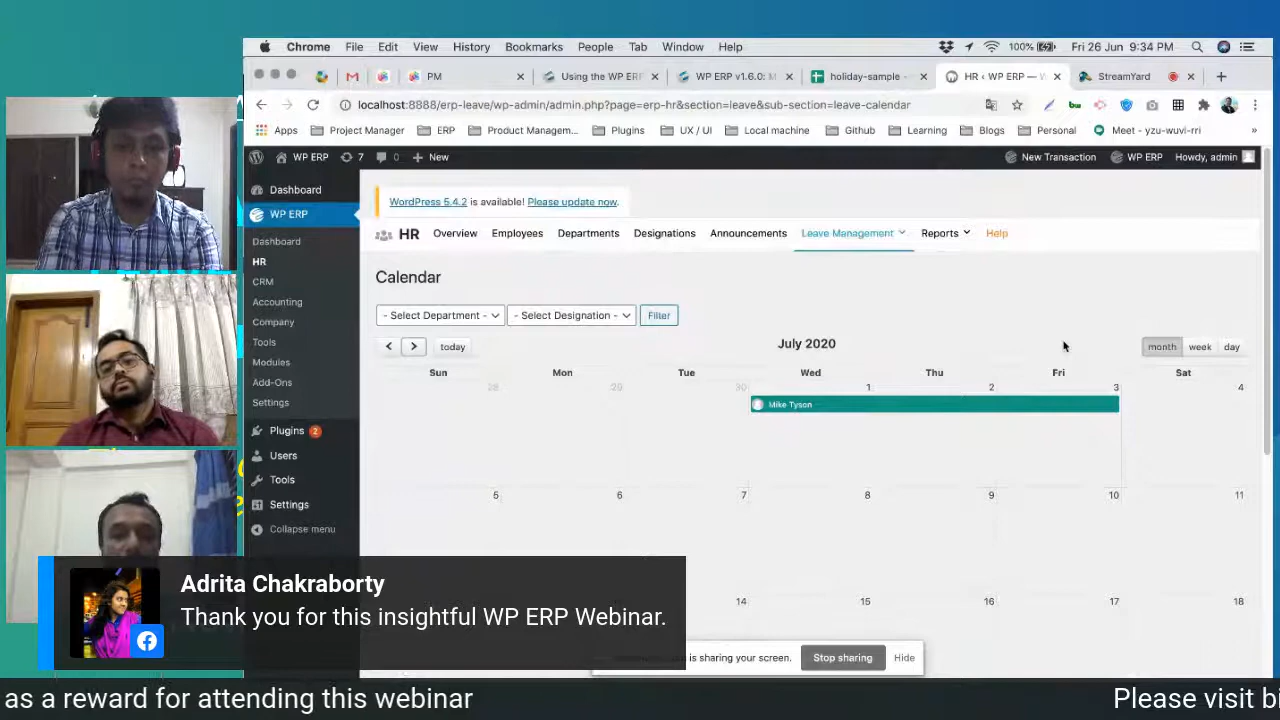 Chrome File Edit View History Bookmarks People Tab Window Help 100% Fri 26 Jun 9:34 PM
PM Using the WP ER WP ERP v1.6.0: M holiday-sample - HR ‹ WP ERP — W StreamYard
localhost:8888/erp-leave/wp-admin/admin.php?page=erp-hr&section=leave&sub-section=leave-calendar
Apps Project Manager ERP Product Managem... Plugins UX / UI Local machine Github Learning Blogs Personal Meet - yzu-wuvi-rri »
WP ERP 7 0 + New New Transaction WP ERP Howdy, admin
Dashboard
WP ERP
Dashboard
HR
CRM
Accounting
Company
Tools
Modules
Add-Ons
Settings
Plugins 2
Users
Tools
Settings
Collapse menu
WordPress 5.4.2 is available! Please update now.
HR Overview Employees Departments Designations Announcements Leave Management Reports Help
Calendar
- Select Department - - Select Designation - Filter
< > today July 2020 month week day
Sun Mon Tue Wed Thu Fri Sat
28 29 30 1 2 3 4
Mike Tyson
5 6 7 8 9 10 11
14 15 16 17 18
is sharing your screen. Stop sharing Hide
Adrita Chakraborty
Thank you for this insightful WP ERP Webinar.
as a reward for attending this webinar Please visit bi